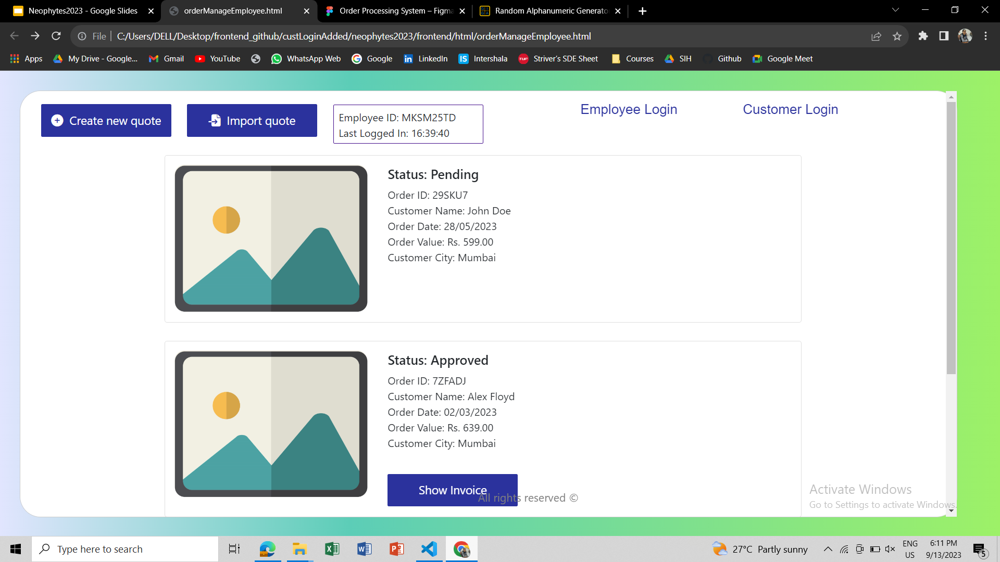 Neophytes2023 - Google Slides
orderManageEmployee.html
Order Processing System – Figma
Random Alphanumeric Generato
File
C:/Users/DELL/Desktop/frontend_github/custLoginAdded/neophytes2023/frontend/html/orderManageEmployee.html
Apps
My Drive - Google...
Gmail
YouTube
WhatsApp Web
Google
LinkedIn
IS
Intershala
TUF
Striver's SDE Sheet
Courses
SIH
Github
Google Meet
Create new quote
Import quote
Employee ID: MKSM25TD
Last Logged In: 16:39:40
Employee Login
Customer Login
Status: Pending
Order ID: 29SKU7
Customer Name: John Doe
Order Date: 28/05/2023
Order Value: Rs. 599.00
Customer City: Mumbai
Status: Approved
Order ID: 7ZFADJ
Customer Name: Alex Floyd
Order Date: 02/03/2023
Order Value: Rs. 639.00
Customer City: Mumbai
Show Invoice
All rights reserved ©
Activate Windows
Go to Settings to activate Windows.
Type here to search
27°C Partly sunny
ENG
US
6:11 PM
9/13/2023
5